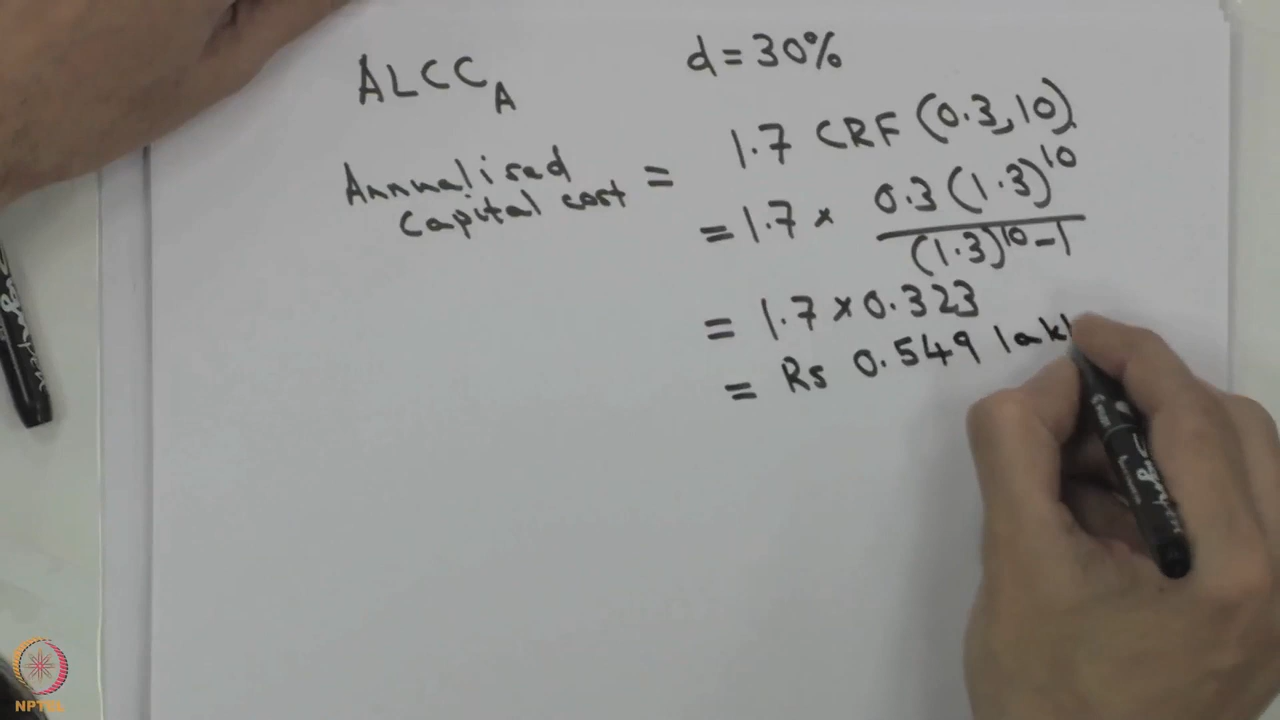 ALCC_A d = 30%
Annualised capital cost = 1.7 CRF (0.3, 10)
= 1.7 × 0.3 (1.3)^10 / (1.3)^10 - 1
= 1.7 × 0.323
= Rs 0.549 lakh
NPTEL